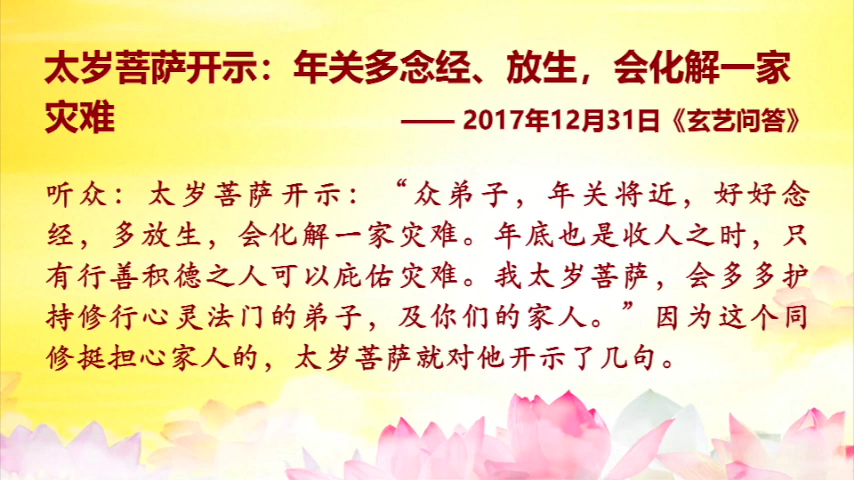 太岁菩萨开示：年关多念经、放生，会化解一家
灾难
—— 2017年12月31日《玄艺问答》
听众：太岁菩萨开示：“众弟子，年关将近，好好念
经，多放生，会化解一家灾难。年底也是收人之时，只
有行善积德之人可以庇佑灾难。我太岁菩萨，会多多护
持修行心灵法门的弟子，及你们的家人。”因为这个同
修挺担心家人的，太岁菩萨就对他开示了几句。